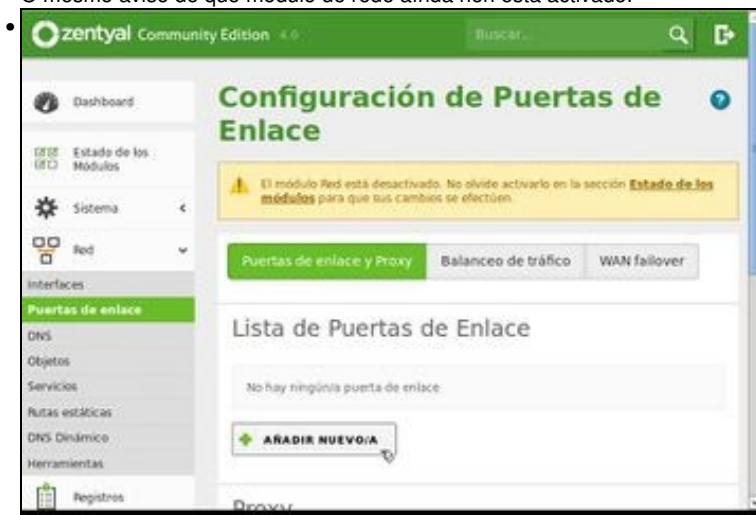 O mesmo aviso de que módulo de rede aínda non está activado.
zentyal Community Edition 4.0
Buscar...
Dashboard
Configuración de Puertas de
Enlace
Estado de los
Módulos
El módulo Red está desactivado. No olvide activarlo en la sección Estado de los
módulos para que sus cambios se efectúen.
Sistema
Red
Puertas de enlace y Proxy
Balanceo de tráfico
WAN failover
Interfaces
Puertas de enlace
DNS
Objetos
Servicios
Rutas estáticas
DNS Dinámico
Herramientas
Registros
Lista de Puertas de Enlace
No hay ningún/a puerta de enlace
AÑADIR NUEVO/A
Proxy